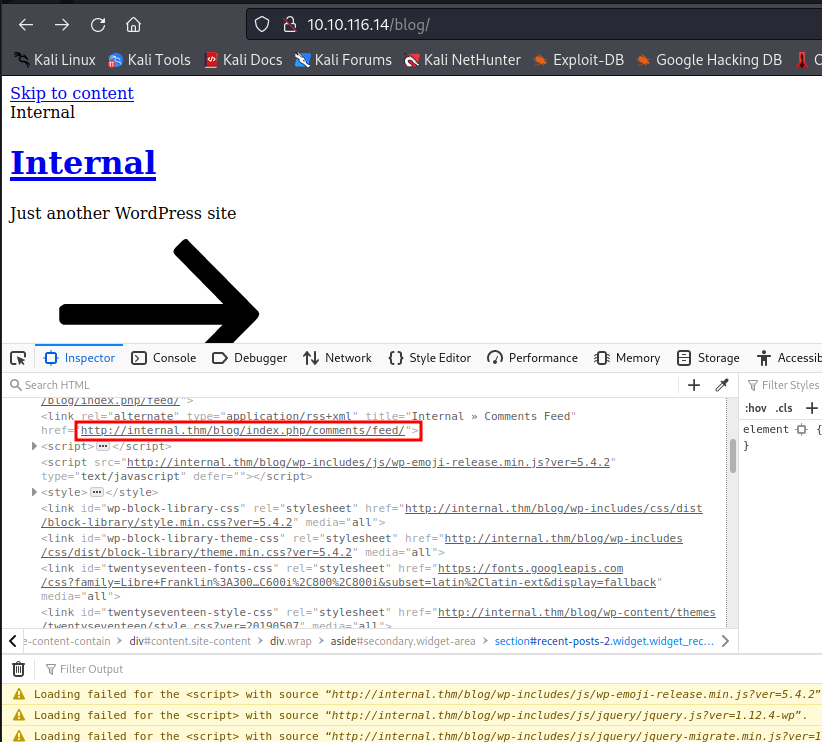 10.10.116.14/blog/
Kali Linux Kali Tools Kali Docs Kali Forums Kali NetHunter Exploit-DB Google Hacking DB
Skip to content
Internal
Internal
Just another WordPress site
Inspector Console Debugger Network Style Editor Performance Memory Storage Accessib
Search HTML
Filter Styles
/blog/index.php/feed/">
:hov .cls
<link rel="alternate" type="application/rss+xml" title="Internal » Comments Feed"
href="http://internal.thm/blog/index.php/comments/feed/">
element {
}
<script> </script>
<script src="http://internal.thm/blog/wp-includes/js/wp-emoji-release.min.js?ver=5.4.2"
type="text/javascript" defer=""></script>
<style> </style>
<link id="wp-block-library-css" rel="stylesheet" href="http://internal.thm/blog/wp-includes/css/dist
/block-library/style.min.css?ver=5.4.2" media="all">
<link id="wp-block-library-theme-css" rel="stylesheet" href="http://internal.thm/blog/wp-includes
/css/dist/block-library/theme.min.css?ver=5.4.2" media="all">
<link id="twentyseventeen-fonts-css" rel="stylesheet" href="https://fonts.googleapis.com
/css?family=Libre+Franklin%3A300…C600i%2C800%2C800i&subset=latin%2Clatin-ext&display=fallback"
media="all">
<link id="twentyseventeen-style-css" rel="stylesheet" href="http://internal.thm/blog/wp-content/themes
/twentyseventeen/style.css?ver=20190507" media="all">
e-content-contain div#content.site-content div.wrap aside#secondary.widget-area section#recent-posts-2.widget.widget_rec…
Filter Output
Loading failed for the <script> with source “http://internal.thm/blog/wp-includes/js/wp-emoji-release.min.js?ver=5.4.2”
Loading failed for the <script> with source “http://internal.thm/blog/wp-includes/js/jquery/jquery.js?ver=1.12.4-wp”.
Loading failed for the <script> with source “http://internal.thm/blog/wp-includes/js/jquery/jquery-migrate.min.js?ver=1